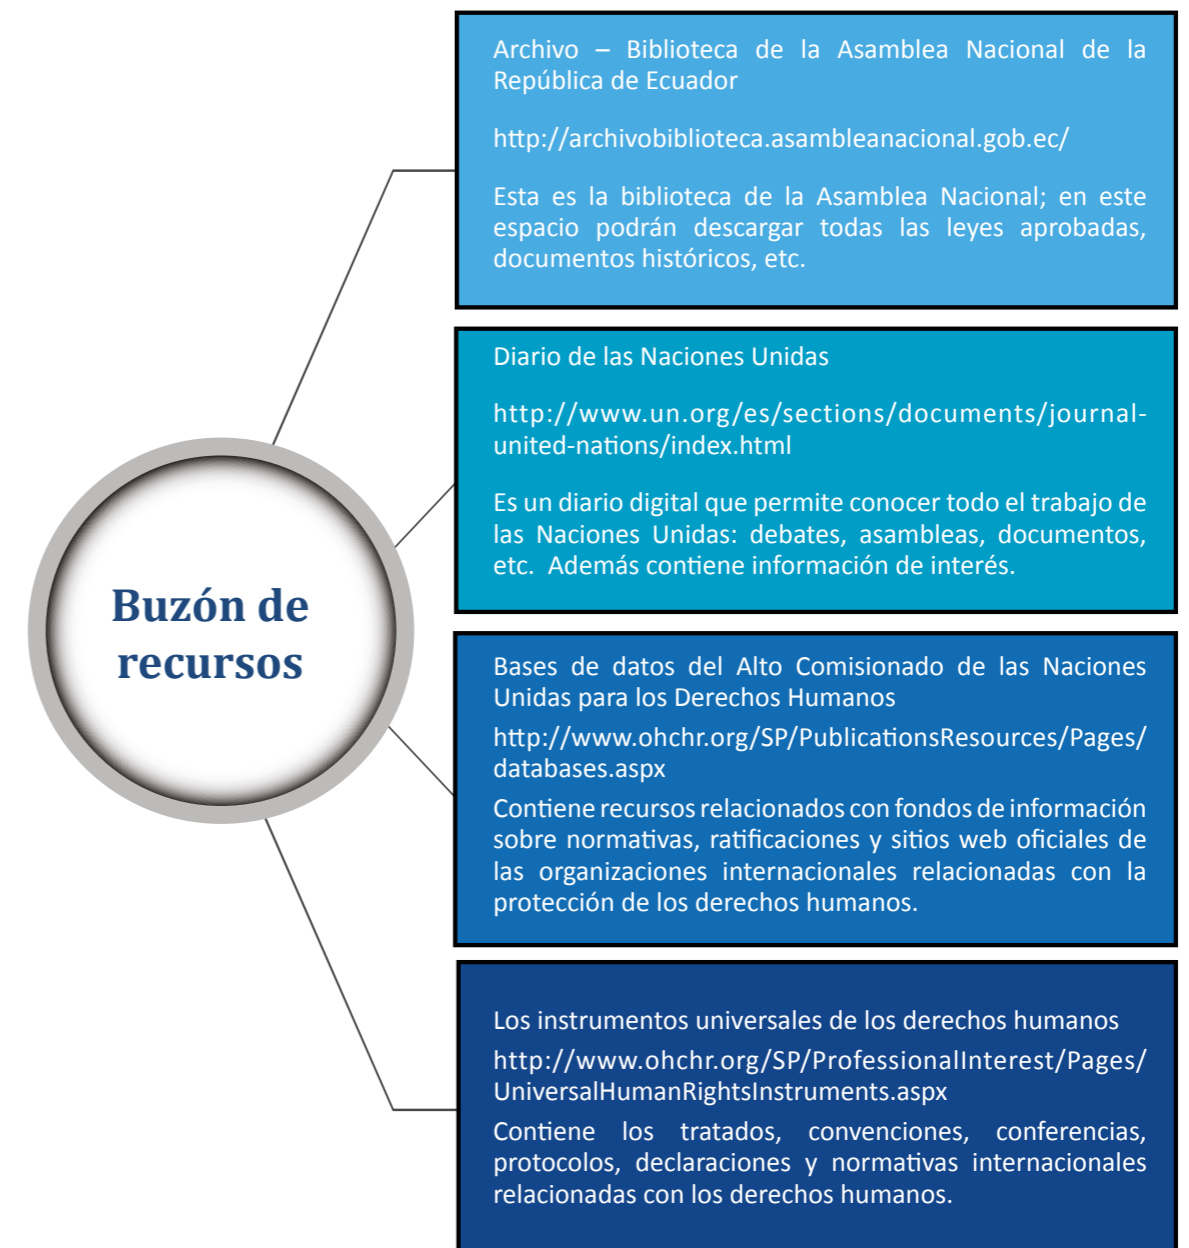 Archivo – Biblioteca de la Asamblea Nacional de la
República de Ecuador
http://archivobiblioteca.asambleanacional.gob.ec/
Esta es la biblioteca de la Asamblea Nacional; en este
espacio podrán descargar todas las leyes aprobadas,
documentos históricos, etc.
Diario de las Naciones Unidas
http://www.un.org/es/sections/documents/journal-
united-nations/index.html
Es un diario digital que permite conocer todo el trabajo de
las Naciones Unidas: debates, asambleas, documentos,
etc. Además contiene información de interés.
Buzón de
recursos
Bases de datos del Alto Comisionado de las Naciones
Unidas para los Derechos Humanos
http://www.ohchr.org/SP/PublicationsResources/Pages/
databases.aspx
Contiene recursos relacionados con fondos de información
sobre normativas, ratificaciones y sitios web oficiales de
las organizaciones internacionales relacionadas con la
protección de los derechos humanos.
Los instrumentos universales de los derechos humanos
http://www.ohchr.org/SP/ProfessionalInterest/Pages/
UniversalHumanRightsInstruments.aspx
Contiene los tratados, convenciones, conferencias,
protocolos, declaraciones y normativas internacionales
relacionadas con los derechos humanos.